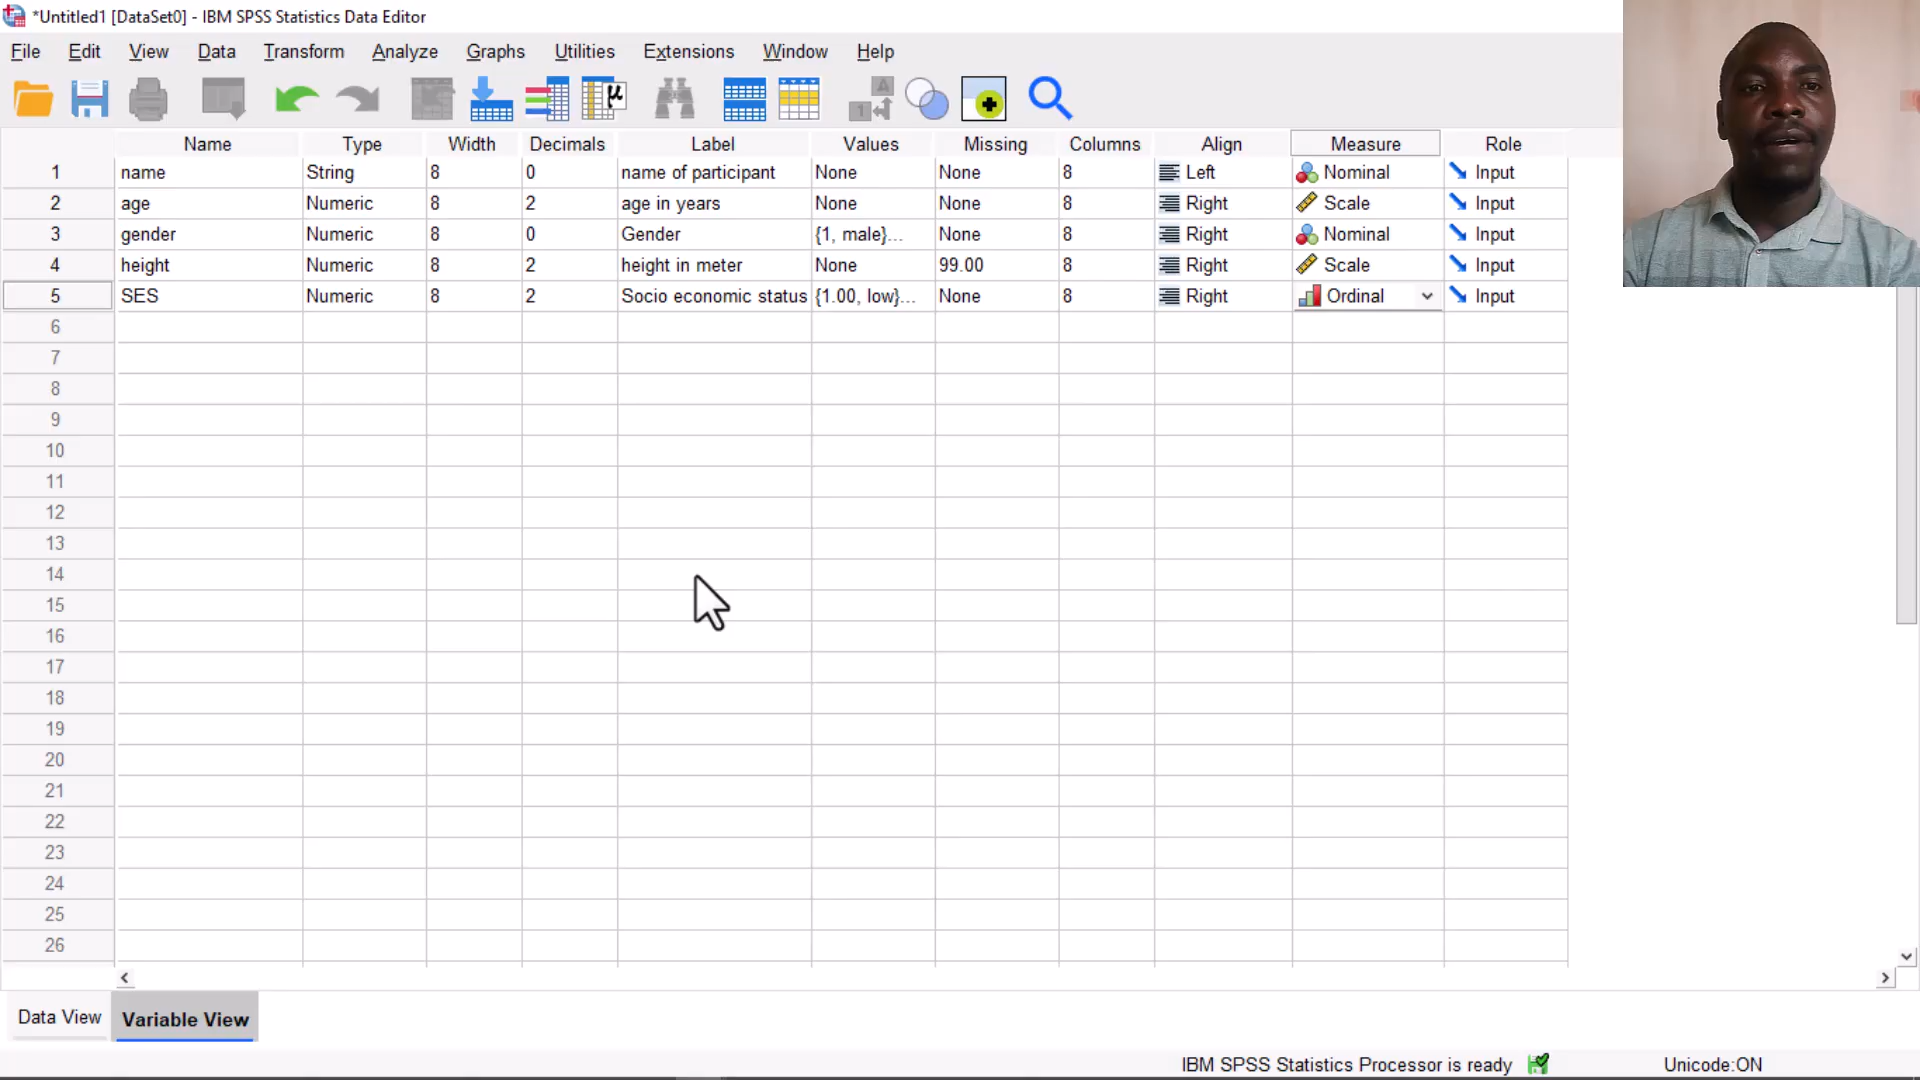 *Untitled1 [DataSet0] - IBM SPSS Statistics Data Editor
File Edit View Data Transform Analyze Graphs Utilities Extensions Window Help
Name Type Width Decimals Label Values Missing Columns Align Measure Role
1 name String 8 0 name of participant None None 8 Left Nominal Input
2 age Numeric 8 2 age in years None None 8 Right Scale Input
3 gender Numeric 8 0 Gender {1, male}... None 8 Right Nominal Input
4 height Numeric 8 2 height in meter None 99.00 8 Right Scale Input
5 SES Numeric 8 2 Socio economic status {1.00, low}... None 8 Right Ordinal Input
6
7
8
9
10
11
12
13
14
15
16
17
18
19
20
21
22
23
24
25
26
Data View Variable View
IBM SPSS Statistics Processor is ready Unicode:ON